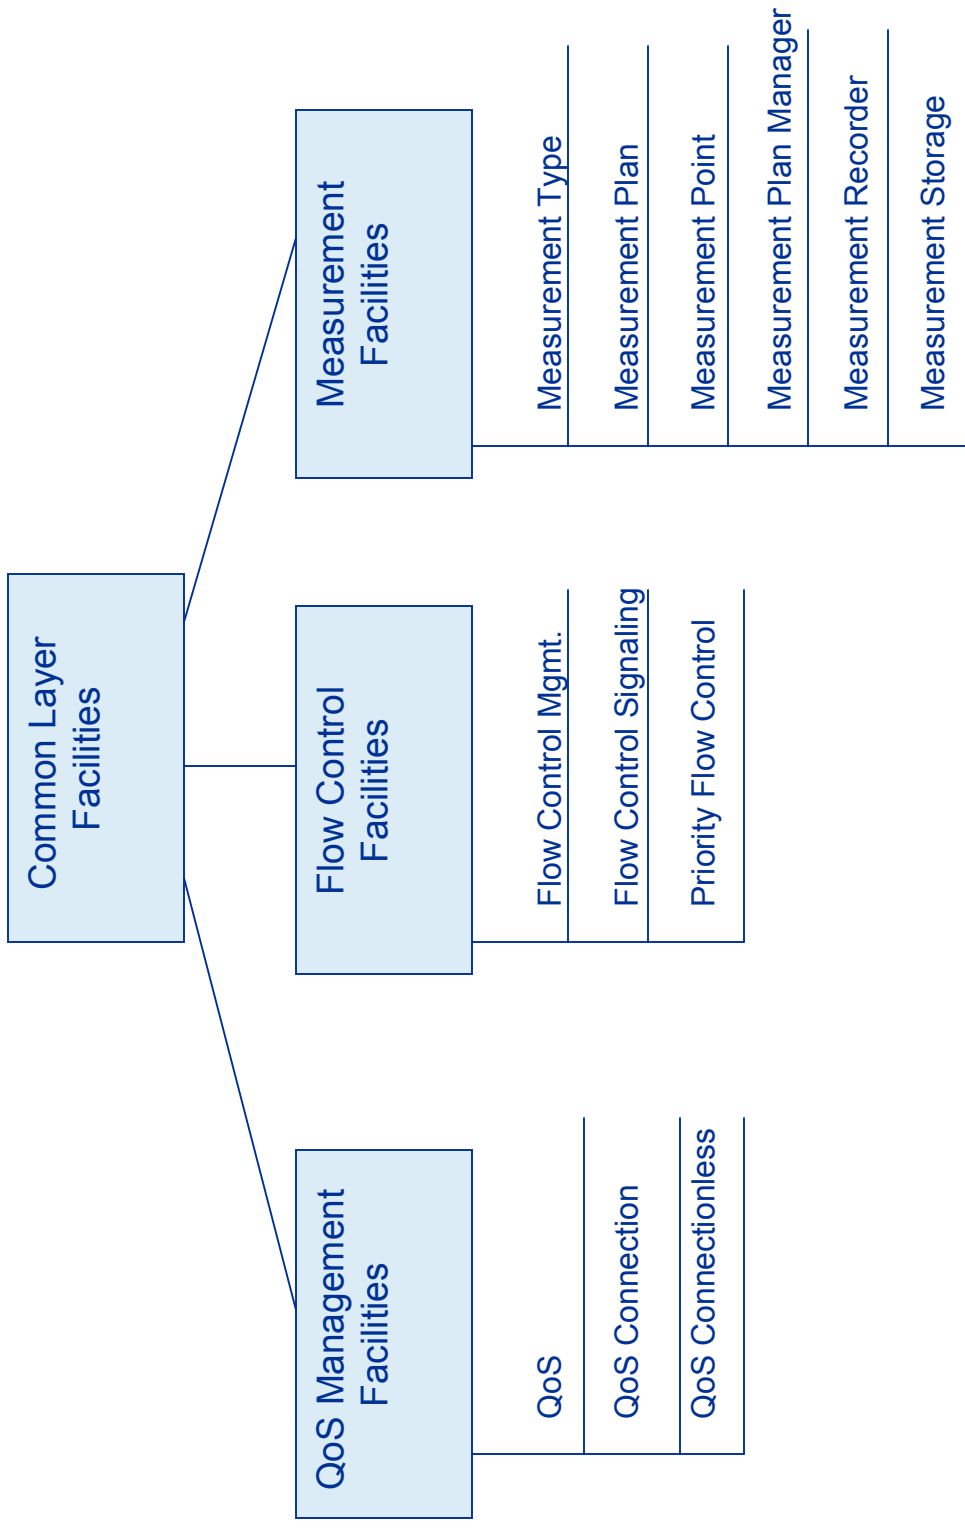 Common Layer
Facilities
QoS Management
Facilities
QoS
QoS Connection
QoS Connectionless
Flow Control
Facilities
Flow Control Mgmt.
Flow Control Signaling
Priority Flow Control
Measurement
Facilities
Measurement Type
Measurement Plan
Measurement Point
Measurement Plan Manager
Measurement Recorder
Measurement Storage